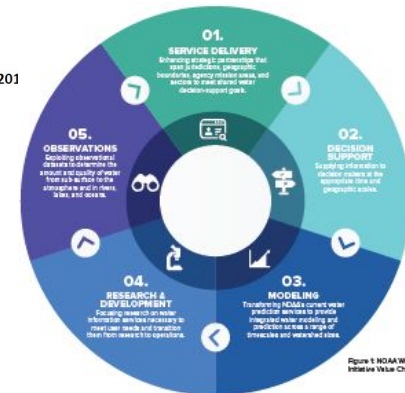 201
01.
SERVICE DELIVERY
Enhancing strategic partnerships that
span jurisdictions, geographic
boundaries, agency mission areas, and
sectors to meet shared water
decision-support goals.
02.
DECISION
SUPPORT
Supplying information to
decision makers at the
appropriate time and
geographic scales.
03.
MODELING
Transforming NOAA's current water
prediction services to provide
integrated water modeling and
prediction across a range of
timescales and watershed sizes.
04.
RESEARCH &
DEVELOPMENT
Focusing research on water
information services necessary to
meet user needs and transition
them from research to operations.
05.
OBSERVATIONS
Exploiting observational
datasets to determine the
amount and quality of water
from sub-surface to the
atmosphere and in rivers,
lakes, and oceans.
Figure 1: NOAA W
Initiative Value Ch